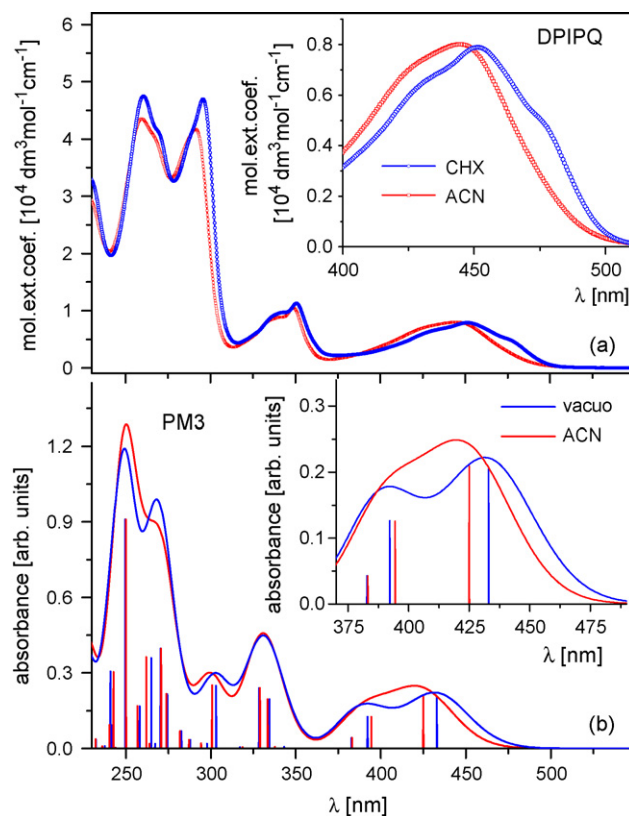 DPIPQ
mol.ext.coef. [10⁴ dm³mol⁻¹cm⁻¹]
6
5
4
3
2
1
0
mol.ext.coef.
[10⁴ dm³mol⁻¹cm⁻¹]
0.8
0.6
0.4
0.2
0.0
CHX
ACN
400 450 500
λ [nm]
(a)
PM3
absorbance [arb. units]
1.2
0.9
0.6
0.3
0.0
absorbance [arb. units]
0.3
0.2
0.1
0.0
vacuo
ACN
375 400 425 450 475
λ [nm]
(b)
250 300 350 400 450 500
λ [nm]